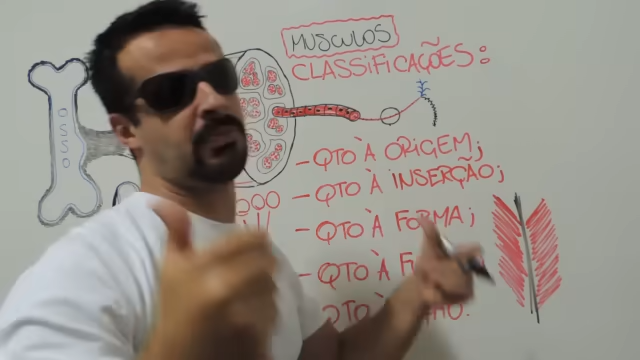 MÚSCULOS
CLASSIFICAÇÕES:
OSSO
- QTO À ORIGEM;
- QTO À INSERÇÃO;
- QTO À FORMA;
- QTO À
QTO À